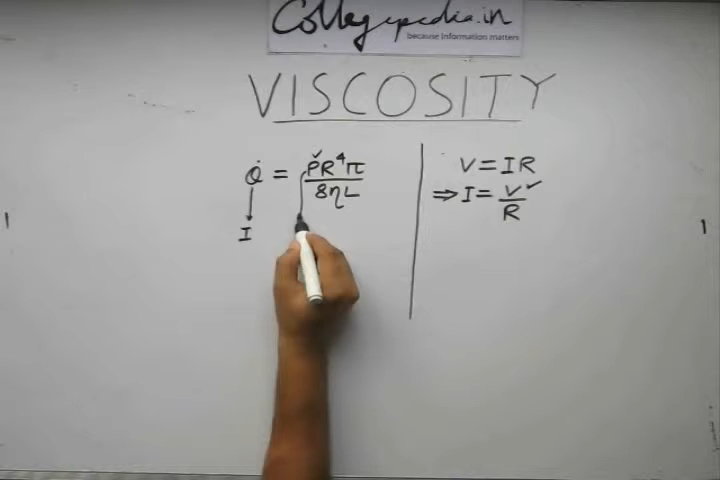 Collegepedia.in
because information matters
VISCOSITY
Q̇ = PR⁴π / 8ηL
I
V = IR
⇒ I = V / R